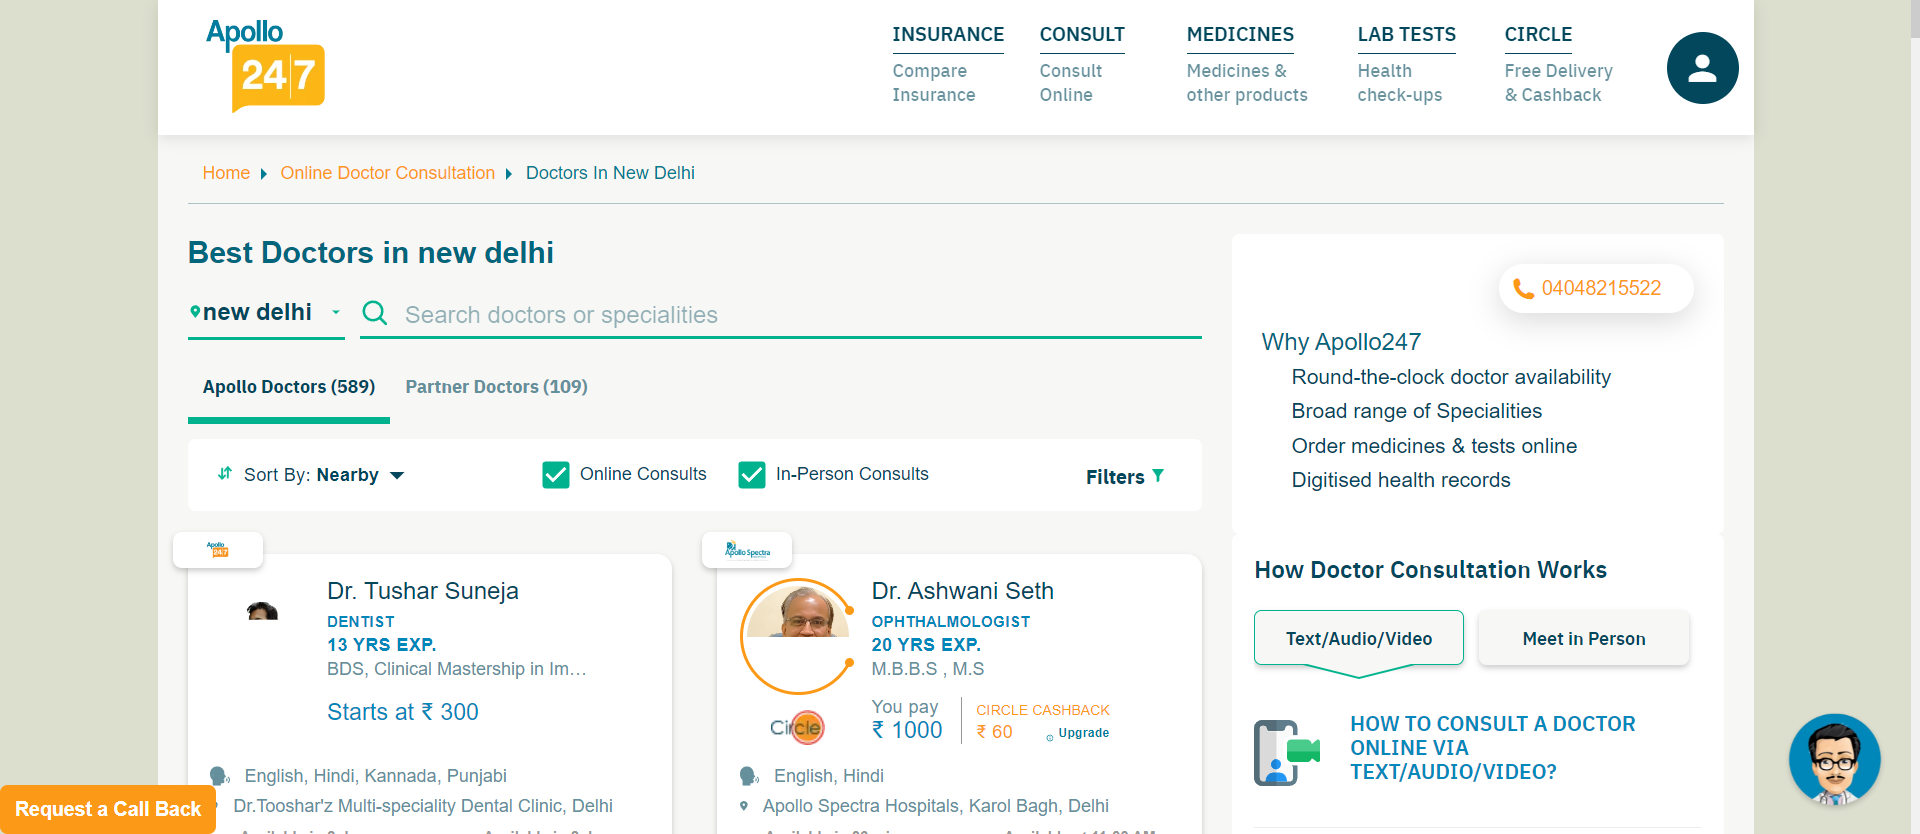 Apollo
24|7
INSURANCE
Compare
Insurance
CONSULT
Consult
Online
MEDICINES
Medicines &
other products
LAB TESTS
Health
check-ups
CIRCLE
Free Delivery
& Cashback
Home
Online Doctor Consultation
Doctors In New Delhi
Best Doctors in new delhi
new delhi
Search doctors or specialities
Apollo Doctors (589)
Partner Doctors (109)
Sort By: Nearby
Online Consults
In-Person Consults
Filters
Apollo
24|7
Dr. Tushar Suneja
DENTIST
13 YRS EXP.
BDS, Clinical Mastership in Im…
Starts at ₹ 300
English, Hindi, Kannada, Punjabi
Dr.Tooshar'z Multi-speciality Dental Clinic, Delhi
Apollo Spectra
Dr. Ashwani Seth
OPHTHALMOLOGIST
20 YRS EXP.
M.B.B.S , M.S
Circle
You pay
₹ 1000
CIRCLE CASHBACK
₹ 60
Upgrade
English, Hindi
Apollo Spectra Hospitals, Karol Bagh, Delhi
04048215522
Why Apollo247
Round-the-clock doctor availability
Broad range of Specialities
Order medicines & tests online
Digitised health records
How Doctor Consultation Works
Text/Audio/Video
Meet in Person
HOW TO CONSULT A DOCTOR
ONLINE VIA
TEXT/AUDIO/VIDEO?
Request a Call Back